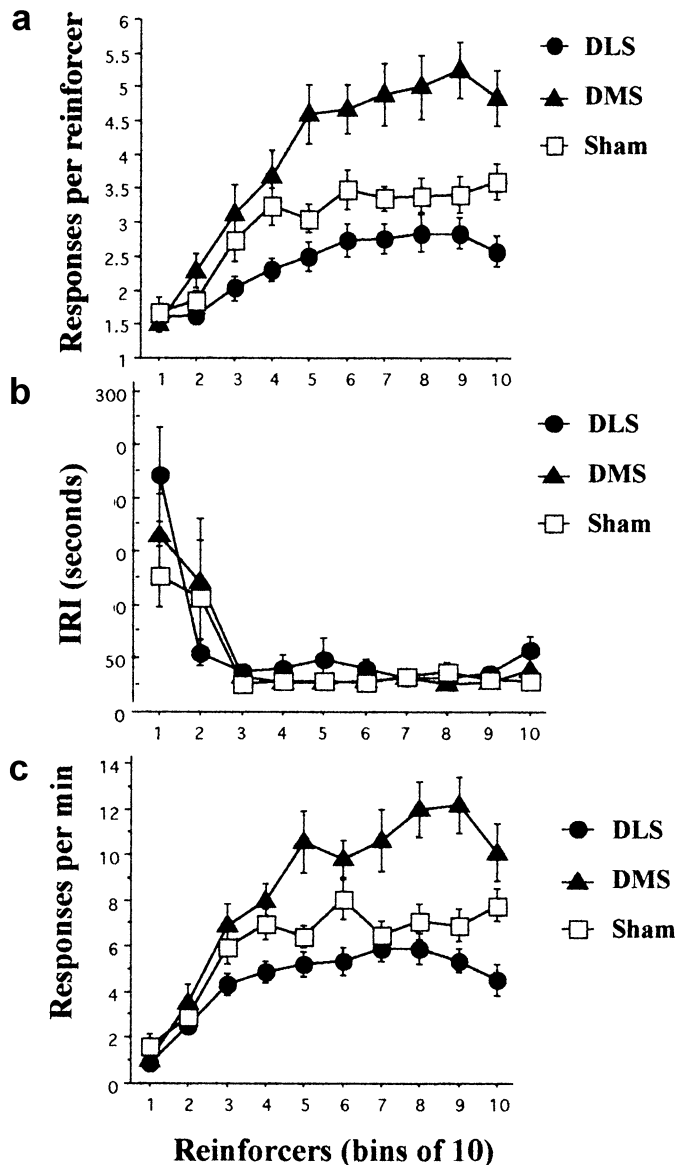 a
Responses per reinforcer
6
5.5
5
4.5
4
3.5
3
2.5
2
1.5
1
1 2 3 4 5 6 7 8 9 10
DLS
DMS
Sham
b
IRI (seconds)
300
0
0
0
0
50
0
1 2 3 4 5 6 7 8 9 10
DLS
DMS
Sham
c
Responses per min
14
12
10
8
6
4
2
0
1 2 3 4 5 6 7 8 9 10
DLS
DMS
Sham
Reinforcers (bins of 10)